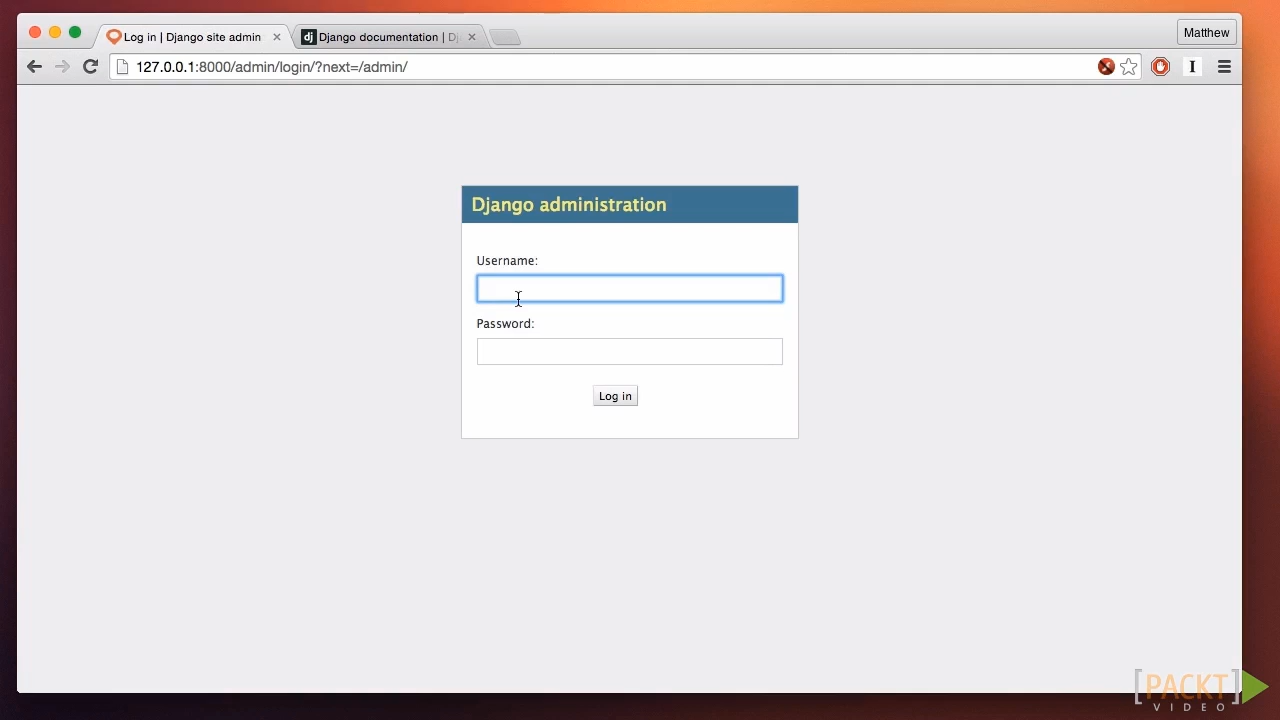 Log in | Django site admin
Django documentation | Dj
Matthew
127.0.0.1:8000/admin/login/?next=/admin/
Django administration
Username:
Password:
Log in
[PACKT]
VIDEO